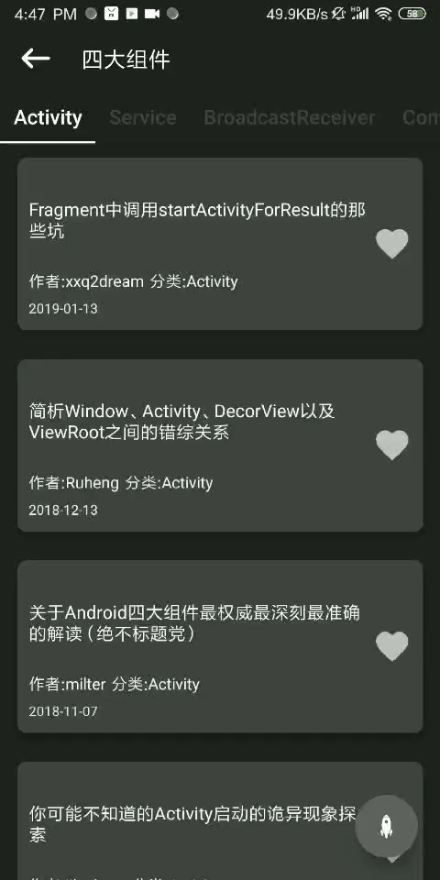 4:47 PM 49.9KB/s HD 58
四大组件
Activity Service BroadcastReceiver Con
Fragment中调用startActivityForResult的那
些坑
作者:xxq2dream 分类:Activity
2019-01-13
简析Window、Activity、DecorView以及
ViewRoot之间的错综关系
作者:Ruheng 分类:Activity
2018-12-13
关于Android四大组件最权威最深刻最准确
的解读（绝不标题党）
作者:milter 分类:Activity
2018-11-07
你可能不知道的Activity启动的诡异现象探
索